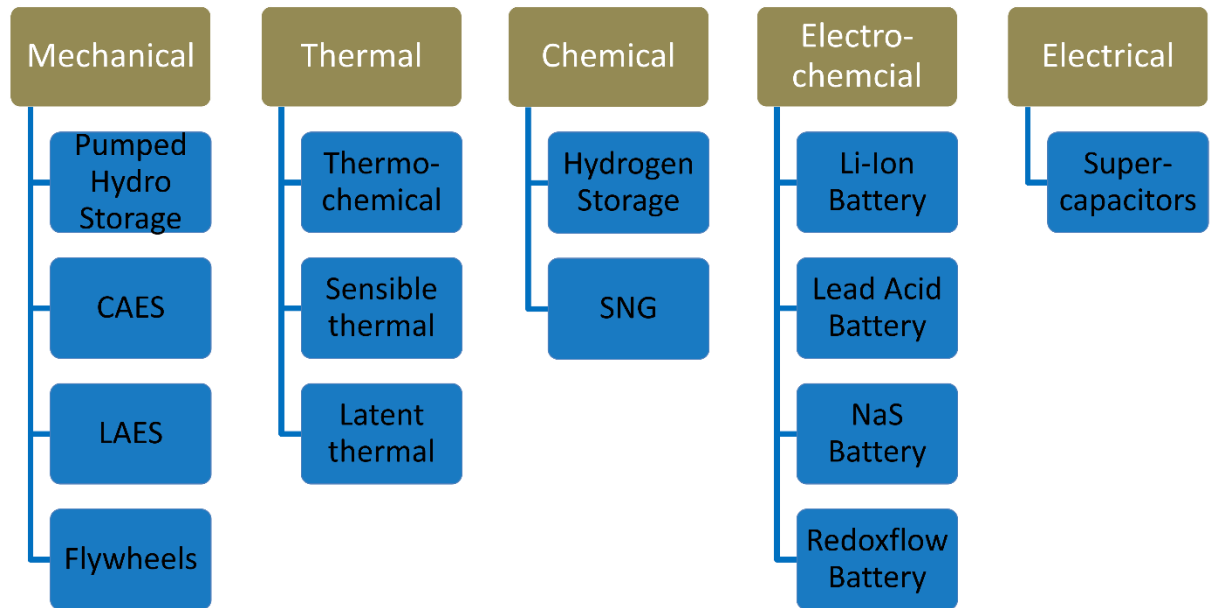 Mechanical
Pumped
Hydro
Storage
CAES
LAES
Flywheels
Thermal
Thermo-
chemical
Sensible
thermal
Latent
thermal
Chemical
Hydrogen
Storage
SNG
Electro-
chemcial
Li-Ion
Battery
Lead Acid
Battery
NaS
Battery
Redoxflow
Battery
Electrical
Super-
capacitors